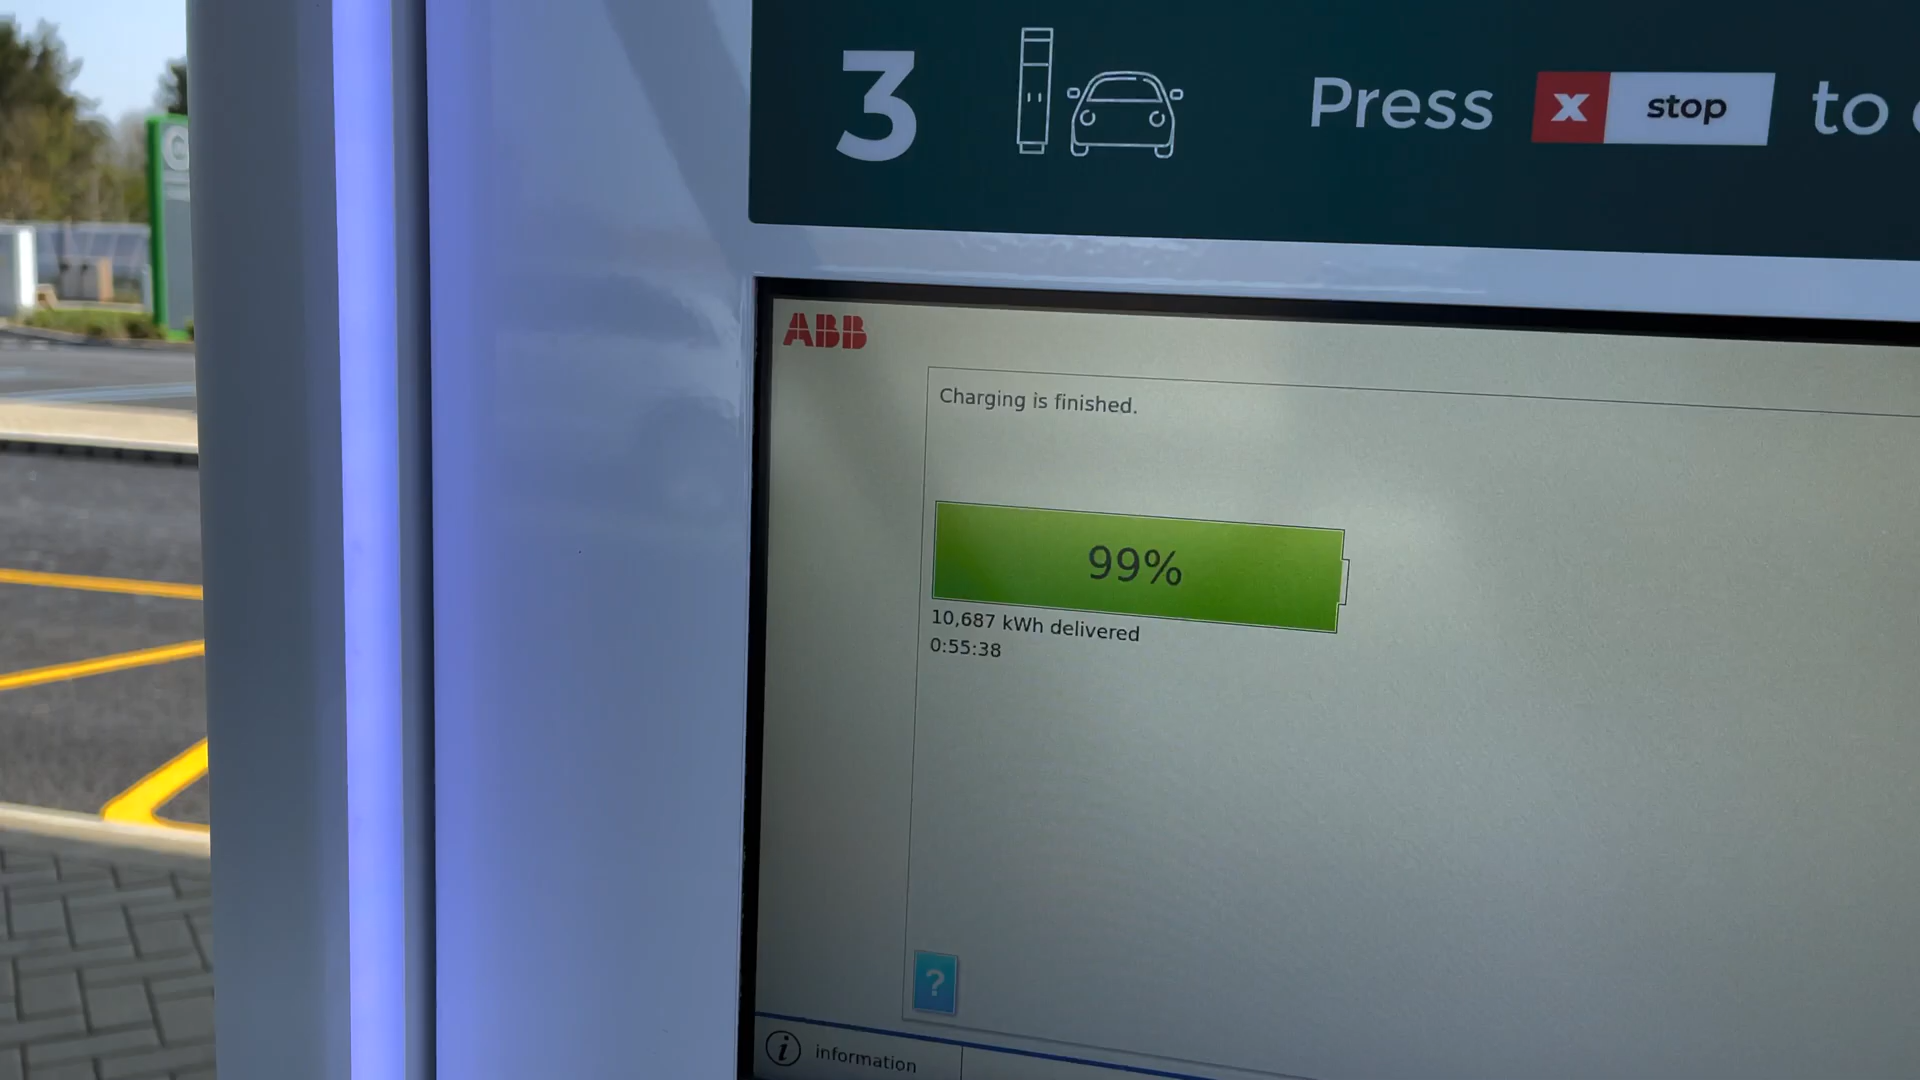 3 Press x stop to
ABB
Charging is finished.
99%
10,687 kWh delivered
0:55:38
?
i information